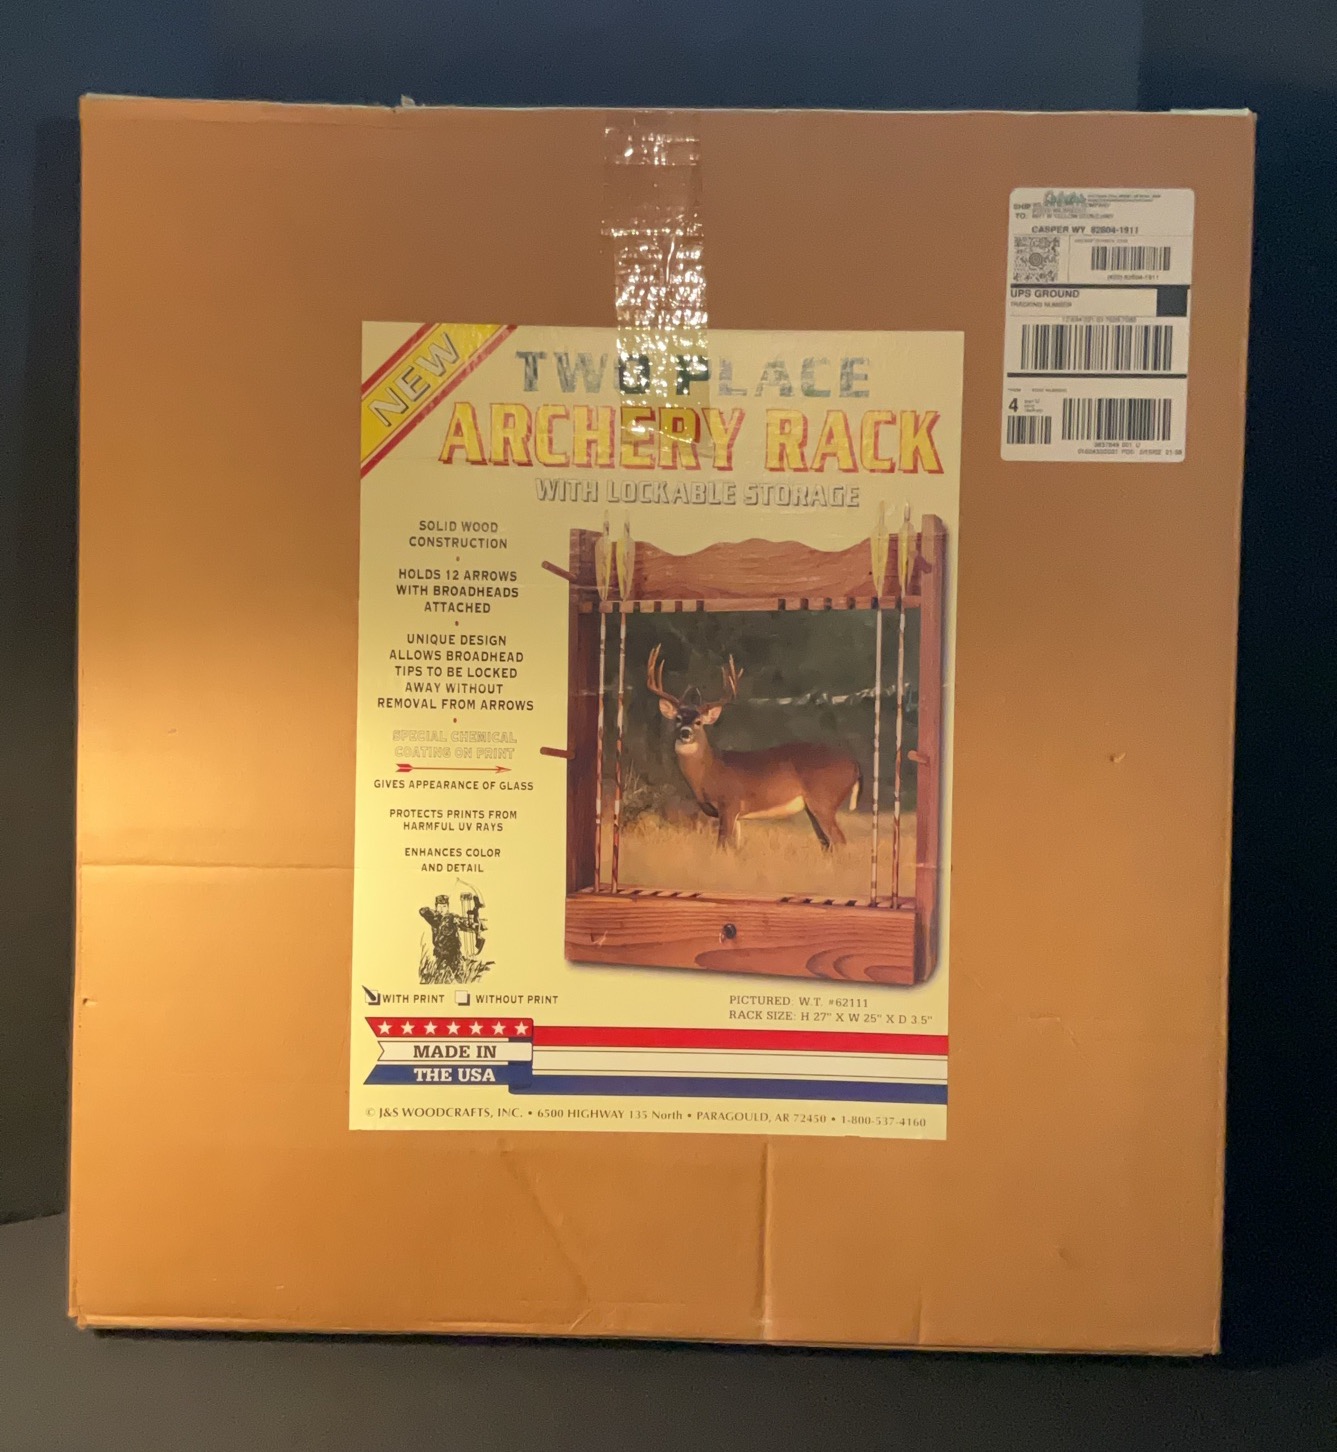 SHIP
TO:
CASPER WY 82604-1911
UPS GROUND
TRACKING NUMBER
4
NEW
TWO PLACE
ARCHERY RACK
WITH LOCKABLE STORAGE
SOLID WOOD
CONSTRUCTION
HOLDS 12 ARROWS
WITH BROADHEADS
ATTACHED
UNIQUE DESIGN
ALLOWS BROADHEAD
TIPS TO BE LOCKED
AWAY WITHOUT
REMOVAL FROM ARROWS
SPECIAL CHEMICAL
COATING ON PRINT
GIVES APPEARANCE OF GLASS
PROTECTS PRINTS FROM
HARMFUL UV RAYS
ENHANCES COLOR
AND DETAIL
WITH PRINT WITHOUT PRINT
PICTURED: W.T. #62111
RACK SIZE: H 27" X W 25" X D 3.5"
MADE IN
THE USA
© J&S WOODCRAFTS, INC. • 6500 HIGHWAY 135 North • PARAGOULD, AR 72450 • 1-800-537-4160